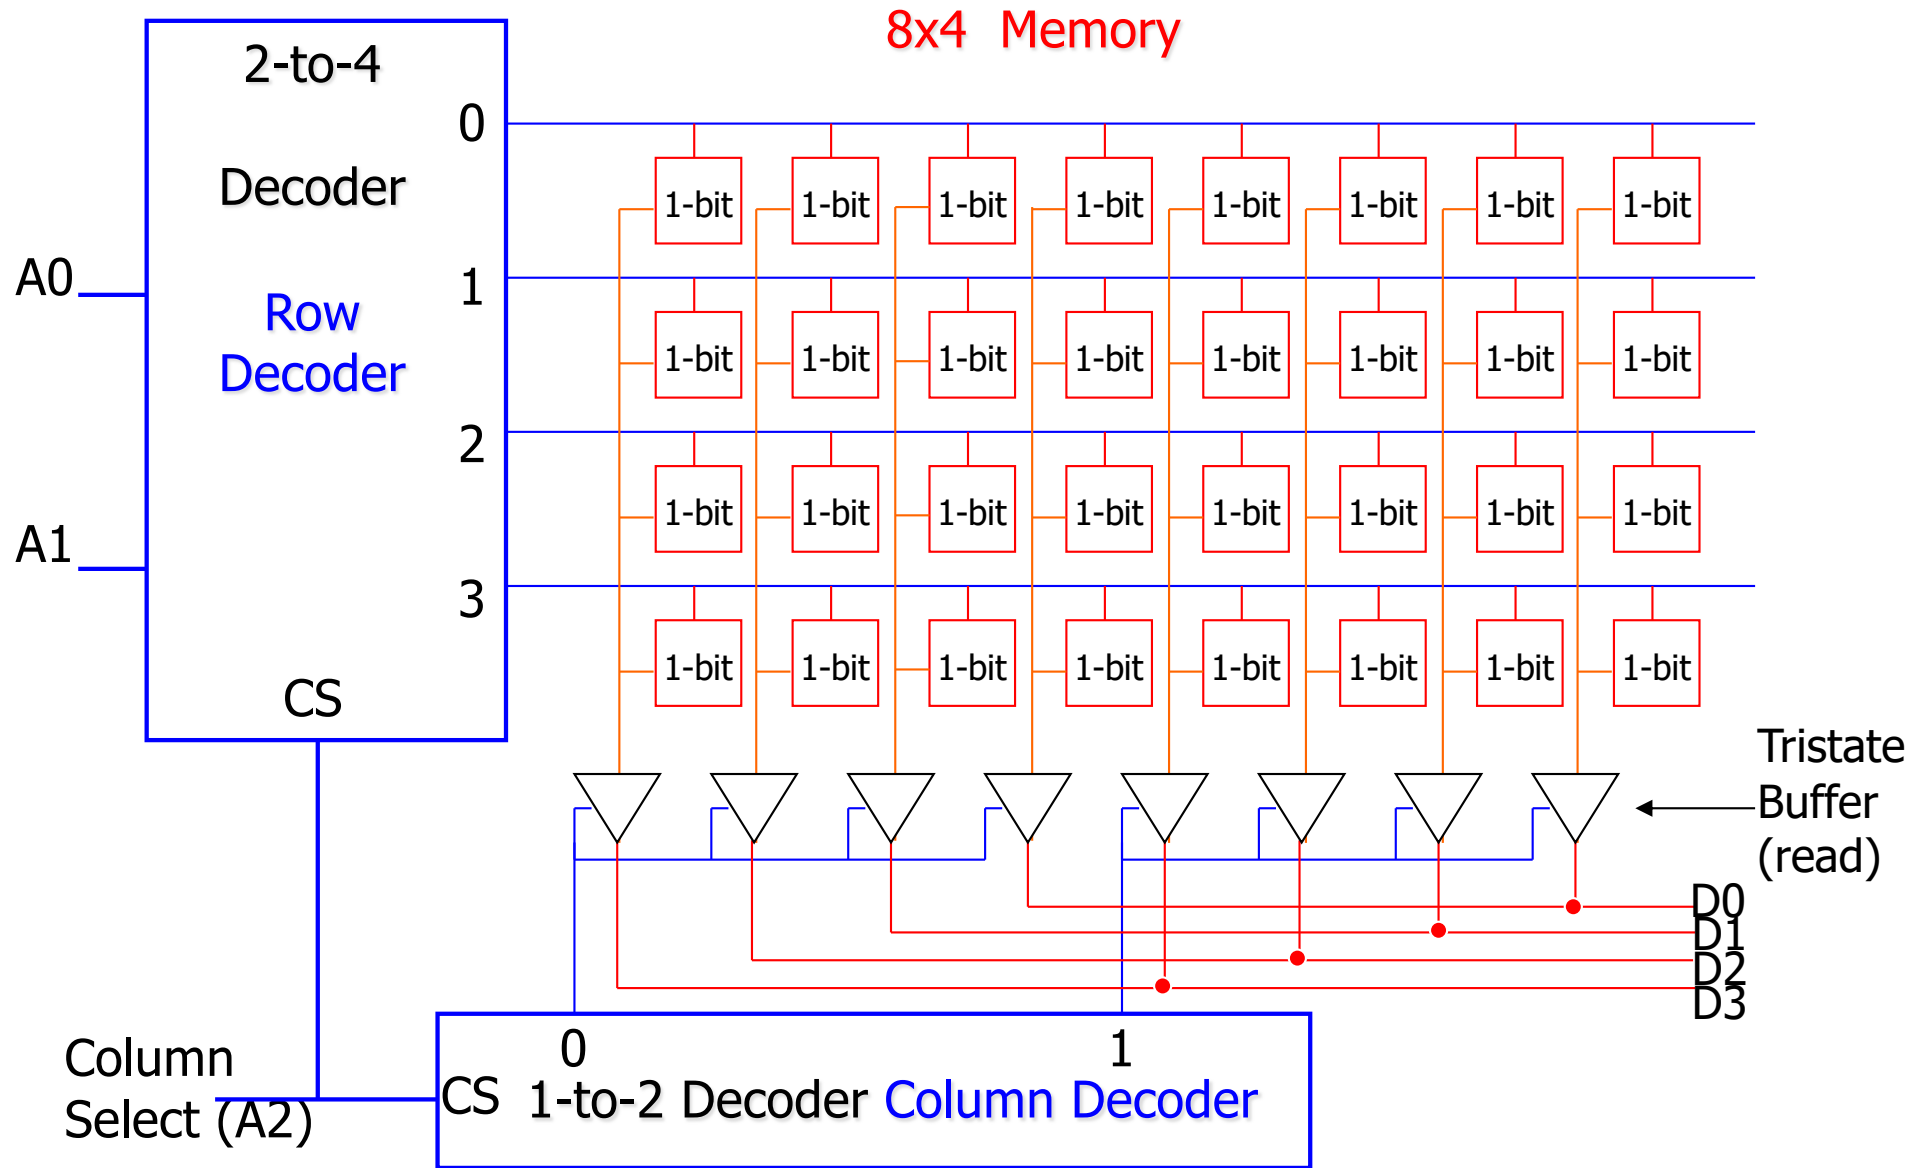 8x4 Memory
2-to-4
Decoder
Row
Decoder
A0
A1
CS
0
1
2
3
1-bit 1-bit 1-bit 1-bit 1-bit 1-bit 1-bit 1-bit
1-bit 1-bit 1-bit 1-bit 1-bit 1-bit 1-bit 1-bit
1-bit 1-bit 1-bit 1-bit 1-bit 1-bit 1-bit 1-bit
1-bit 1-bit 1-bit 1-bit 1-bit 1-bit 1-bit 1-bit
Tristate
Buffer
(read)
D0
D1
D2
D3
0 1
CS 1-to-2 Decoder Column Decoder
Column
Select (A2)